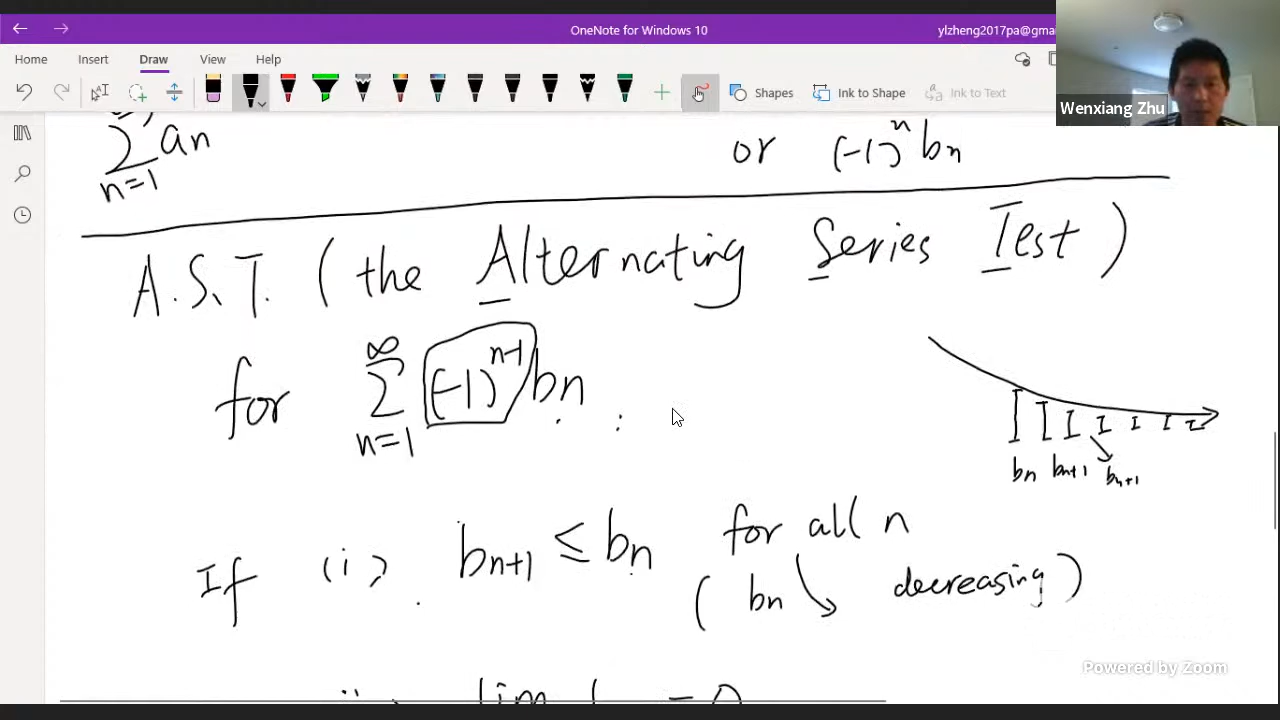 OneNote for Windows 10
ylzheng2017pa@gma
Home Insert Draw View Help
Shapes Ink to Shape Ink to Text
Wenxiang Zhu
∑ an
n=1
or (-1)^n bn
A.S.T. (the Alternating Series Test)
for ∑ (-1)^{n-1} bn :
∞
n=1
bn bn+1 bn+1
If (i) bn+1 ≤ bn for all n
( bn ↘ decreasing )
lim = 0
Powered by Zoom